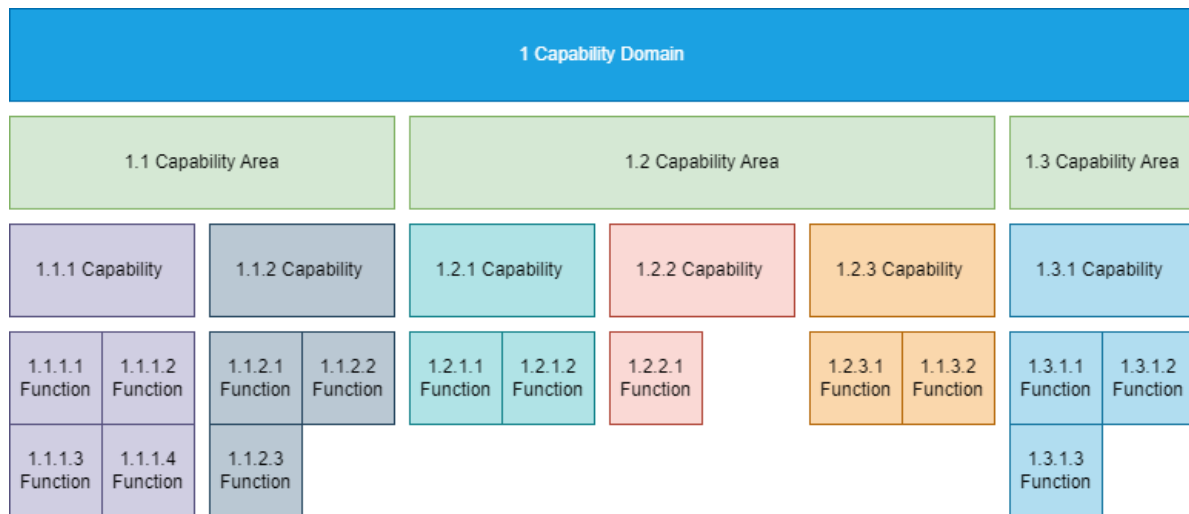 1 Capability Domain
1.1 Capability Area
1.2 Capability Area
1.3 Capability Area
1.1.1 Capability
1.1.2 Capability
1.2.1 Capability
1.2.2 Capability
1.2.3 Capability
1.3.1 Capability
1.1.1.1
Function
1.1.1.2
Function
1.1.2.1
Function
1.1.2.2
Function
1.2.1.1
Function
1.2.1.2
Function
1.2.2.1
Function
1.2.3.1
Function
1.1.3.2
Function
1.3.1.1
Function
1.3.1.2
Function
1.1.1.3
Function
1.1.1.4
Function
1.1.2.3
Function
1.3.1.3
Function